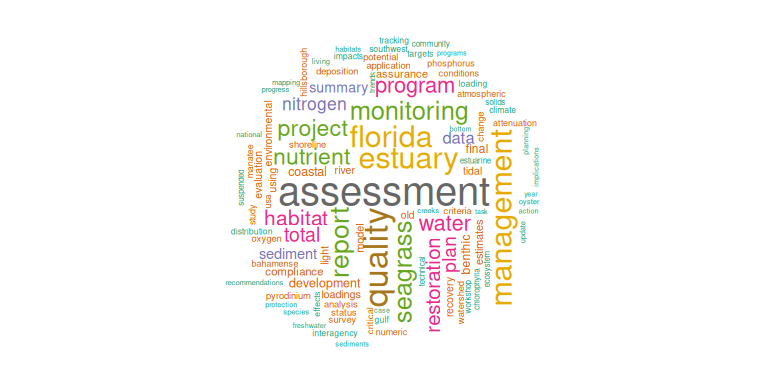 tracking
community
habitats
southwest
programs
living
impacts
potential
targets
phosphorus
hillsborough
deposition
application
assurance
conditions
mapping
progress
summary
trends
program
loading
atmospheric
nitrogen
monitoring
solids
climate
environmental
project
florida
data
bottom
change
attenuation
national
shoreline
nutrient
estuary
final
estuarine
planning
manatee
evaluation
using
coastal
river
tidal
management
implications
suspended
usa
assessment
year
oyster
study
habitat
report
quality
old
seagrass
creeks
water
criteria
task
action
distribution
oxygen
total
light
model
restoration
plan
benthic
estimates
update
sediment
bahamense
compliance
technical
recovery
watershed
workshop
chlorophylla
ecosystem
recommendations
development
pyrodinium
loadings
protection
effects
analysis
species
status
critical
case
gulf
survey
freshwater
interagency
numeric
sediments